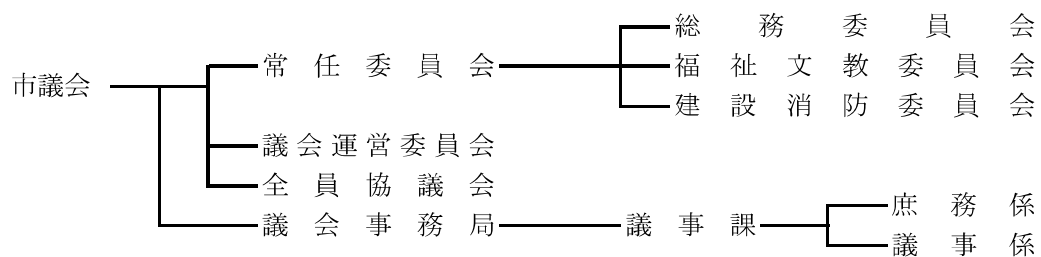 総務委員会
市議会 常任委員会 福祉文教委員会
建設消防委員会
議会運営委員会
全員協議会
議会事務局 議事課 庶務係
議事係